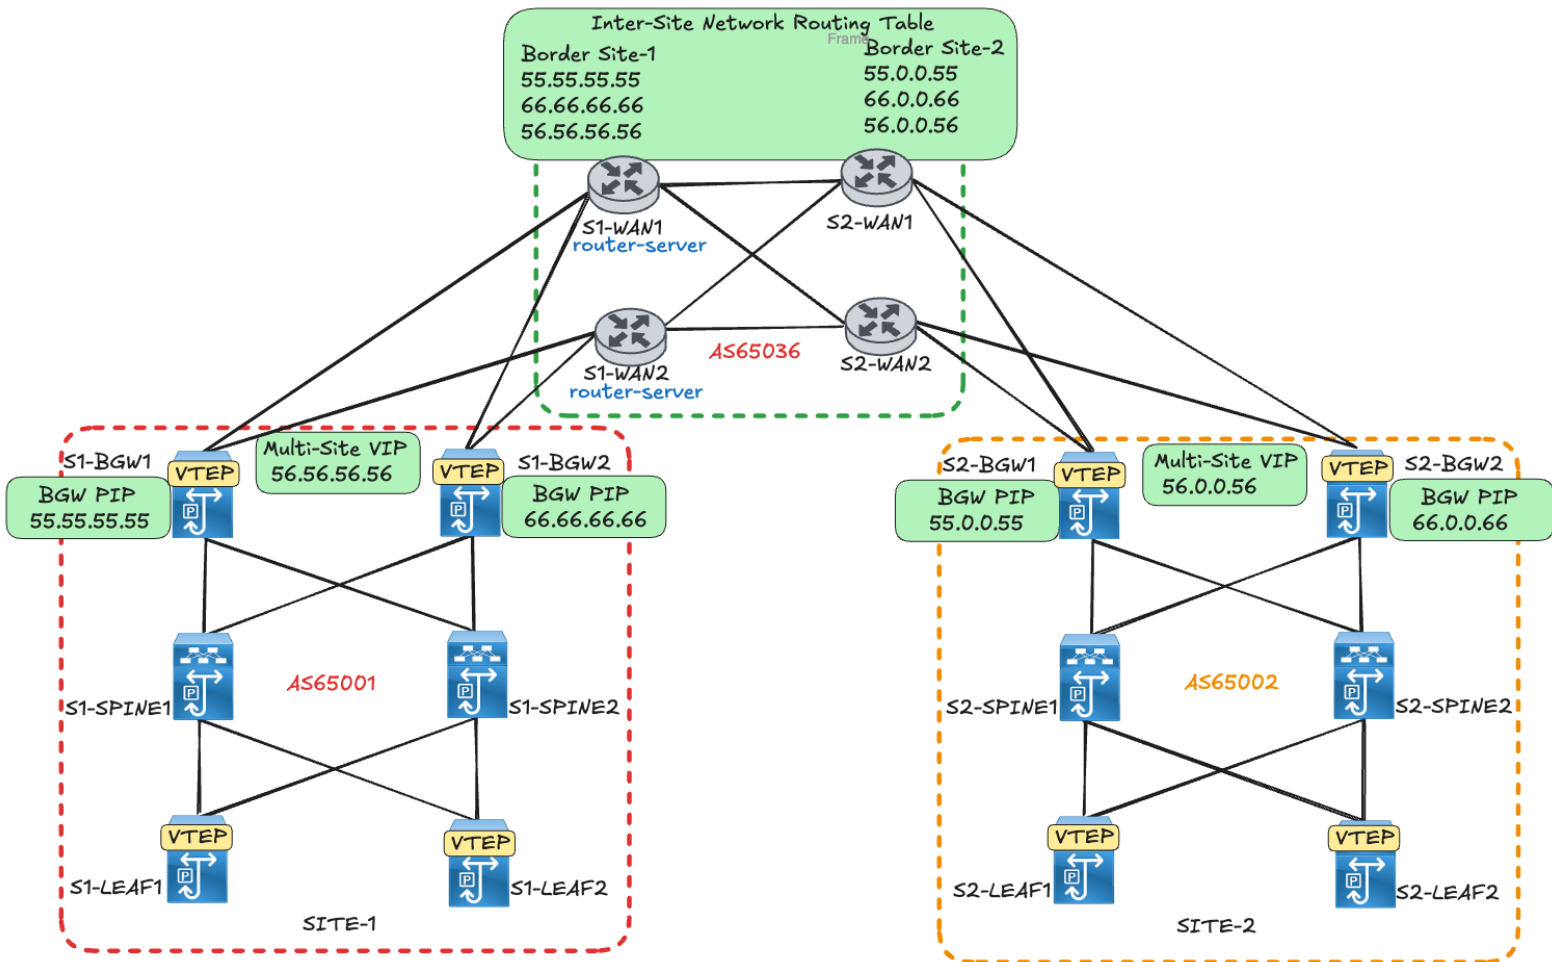 Inter-Site Network Routing Table
Frame
Border Site-1
55.55.55.55
66.66.66.66
56.56.56.56
Border Site-2
55.0.0.55
66.0.0.66
56.0.0.56
S1-WAN1
router-server
S2-WAN1
S1-WAN2
router-server
AS65036
S2-WAN2
S1-BGW1
VTEP
BGW PIP
55.55.55.55
Multi-Site VIP
56.56.56.56
VTEP
S1-BGW2
BGW PIP
66.66.66.66
S2-BGW1
VTEP
BGW PIP
55.0.0.55
Multi-Site VIP
56.0.0.56
VTEP
S2-BGW2
BGW PIP
66.0.0.66
P
P
P
P
S1-SPINE1
P
AS65001
P
S1-SPINE2
S2-SPINE1
P
AS65002
P
S2-SPINE2
VTEP
P
S1-LEAF1
VTEP
P
S1-LEAF2
SITE-1
VTEP
P
S2-LEAF1
VTEP
P
S2-LEAF2
SITE-2